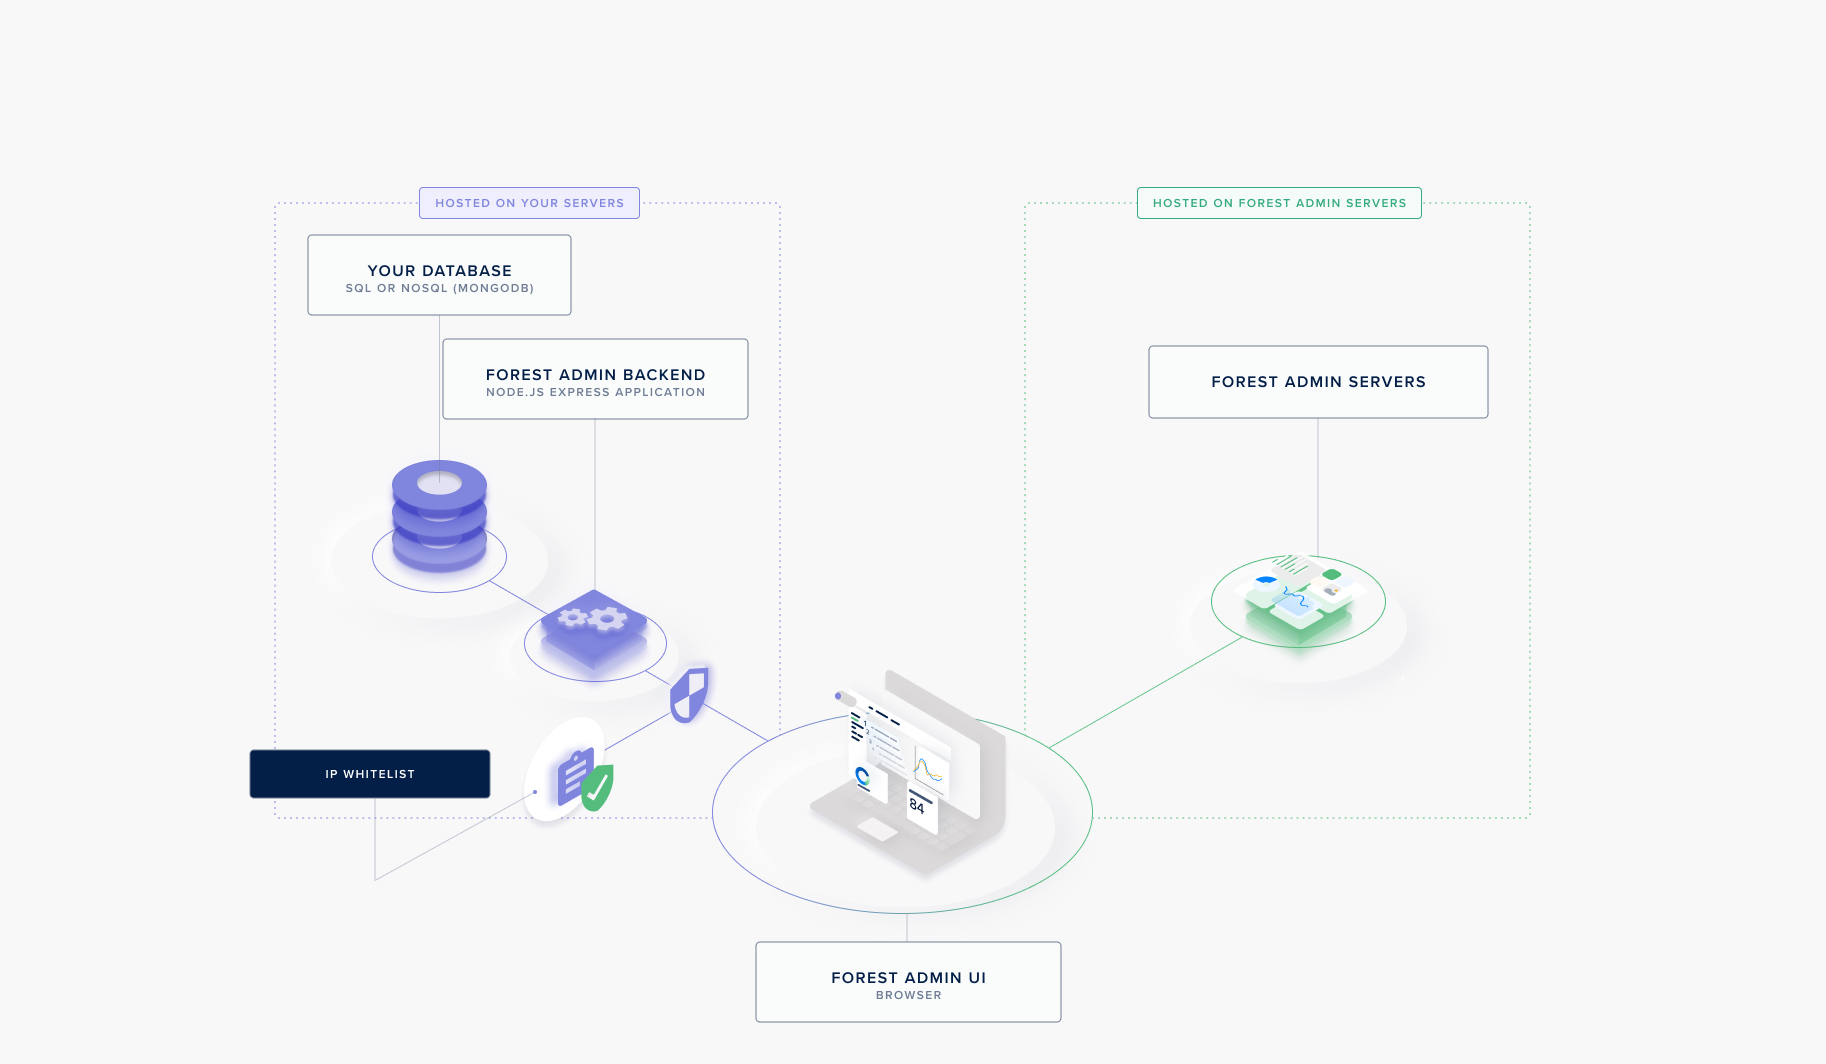 HOSTED ON YOUR SERVERS
HOSTED ON FOREST ADMIN SERVERS
YOUR DATABASE
SQL OR NOSQL (MONGODB)
FOREST ADMIN BACKEND
NODE.JS EXPRESS APPLICATION
FOREST ADMIN SERVERS
IP WHITELIST
84
FOREST ADMIN UI
BROWSER